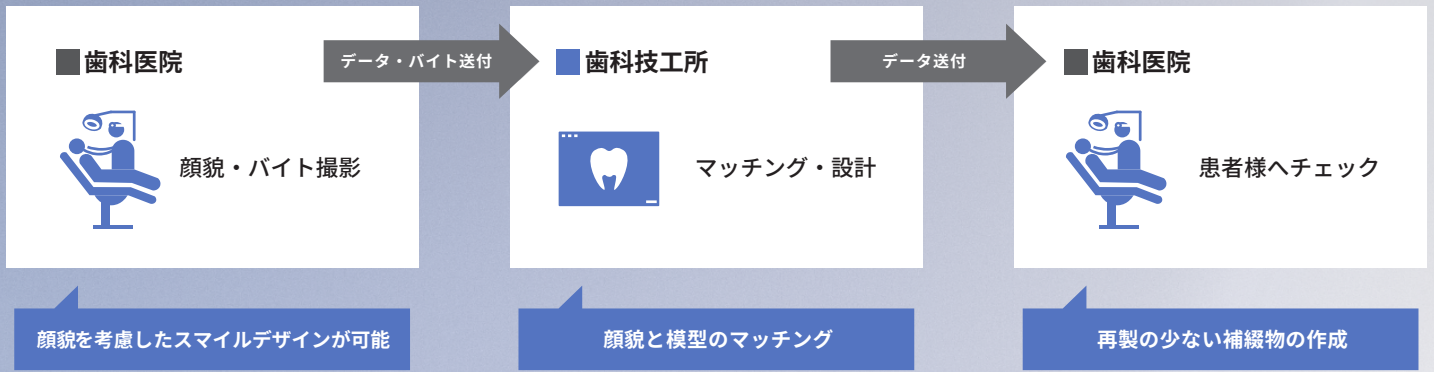 歯科医院
データ・バイト送付
歯科技工所
データ送付
歯科医院
顔貌・バイト撮影
マッチング・設計
患者様へチェック
顔貌を考慮したスマイルデザインが可能
顔貌と模型のマッチング
再製の少ない補綴物の作成